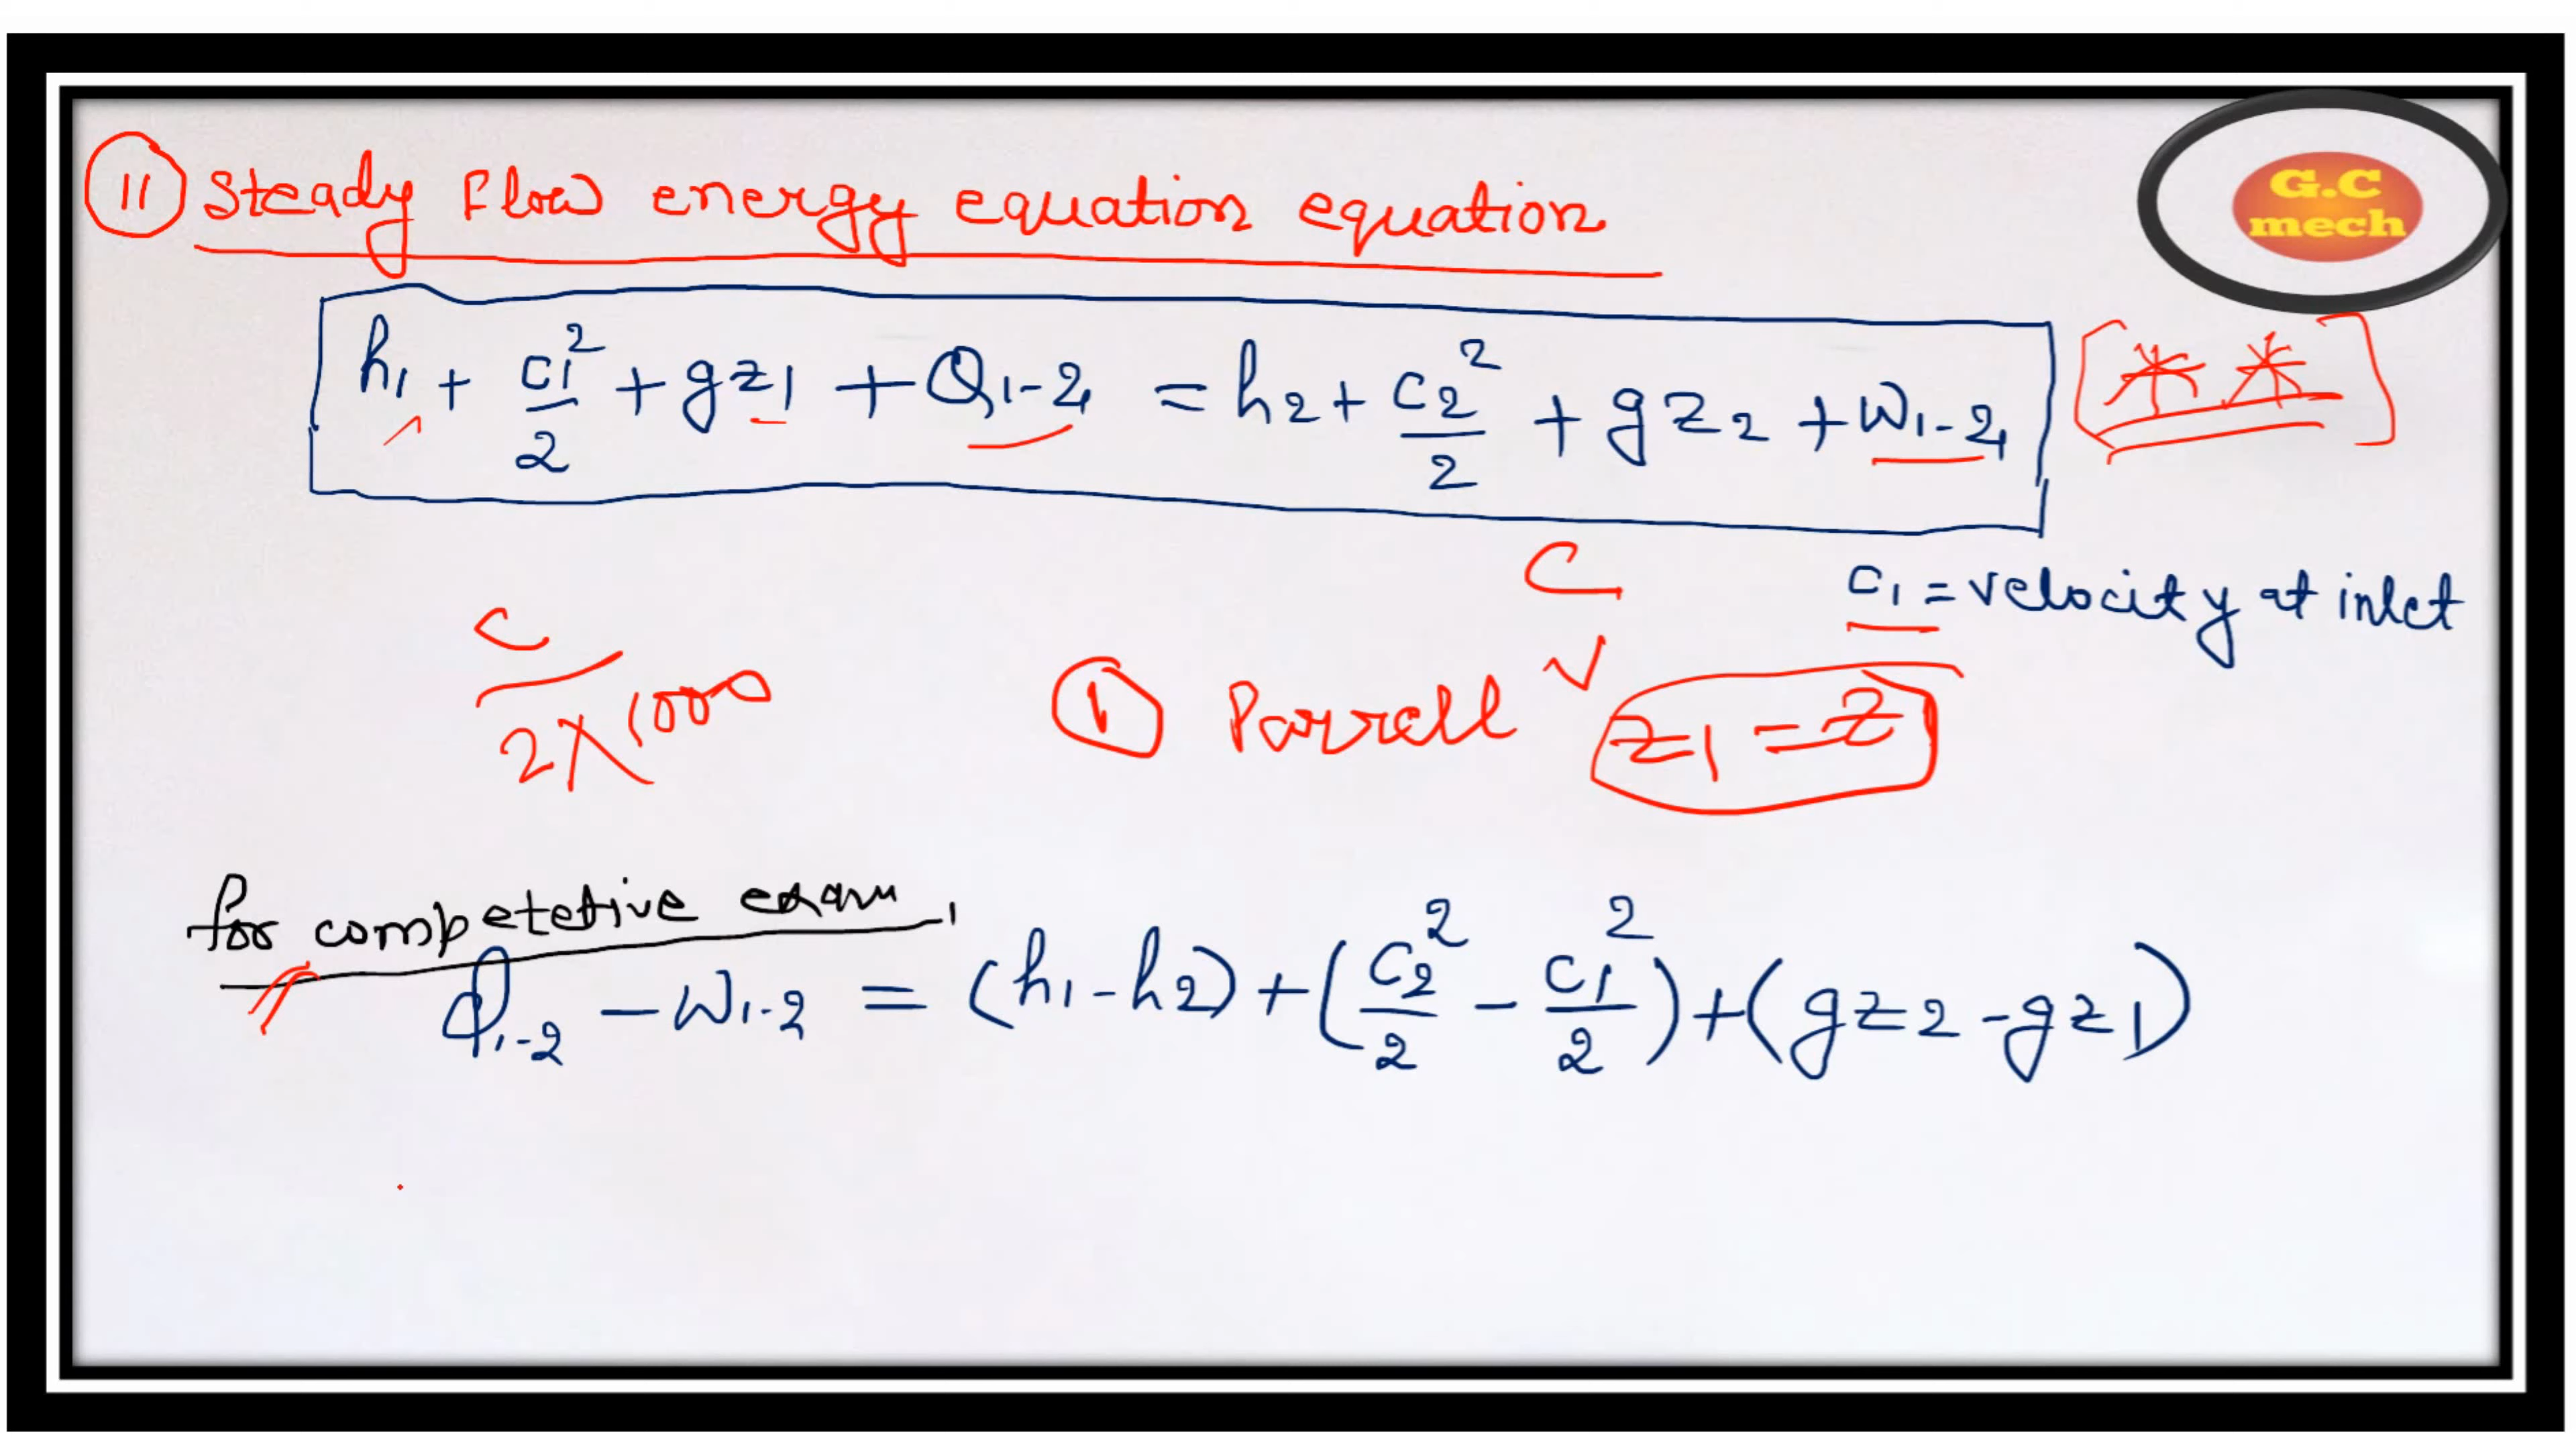 G.C
mech
11 Steady Flow energy equation equation
h₁ + c₁²/2 + gz₁ + Q₁-₂ = h₂ + c₂²/2 + gz₂ + W₁-₂
[**]
C
c₁ = velocity at inlet
C/2×1000
1 Parrall √ z₁ = z
for competetive exam
Q₁-₂ - W₁-₂ = (h₁-h₂) + (c₂²/2 - c₁²/2) + (gz₂ - gz₁)